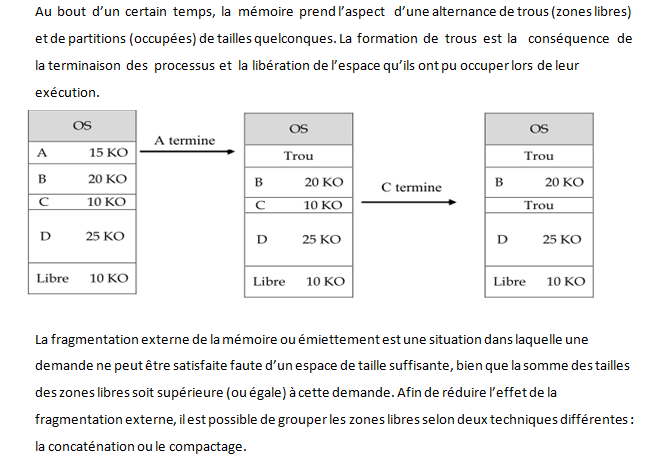 Au bout d’un certain temps, la mémoire prend l’aspect d’une alternance de trous (zones libres)
et de partitions (occupées) de tailles quelconques. La formation de trous est la conséquence de
la terminaison des processus et la libération de l’espace qu’ils ont pu occuper lors de leur
exécution.
OS
A 15 KO
B 20 KO
C 10 KO
D 25 KO
Libre 10 KO
A termine
OS
Trou
B 20 KO
C 10 KO
D 25 KO
Libre 10 KO
C termine
OS
Trou
B 20 KO
Trou
D 25 KO
Libre 10 KO
La fragmentation externe de la mémoire ou émiettement est une situation dans laquelle une
demande ne peut être satisfaite faute d’un espace de taille suffisante, bien que la somme des tailles
des zones libres soit supérieure (ou égale) à cette demande. Afin de réduire l’effet de la
fragmentation externe, il est possible de grouper les zones libres selon deux techniques différentes :
la concaténation ou le compactage.